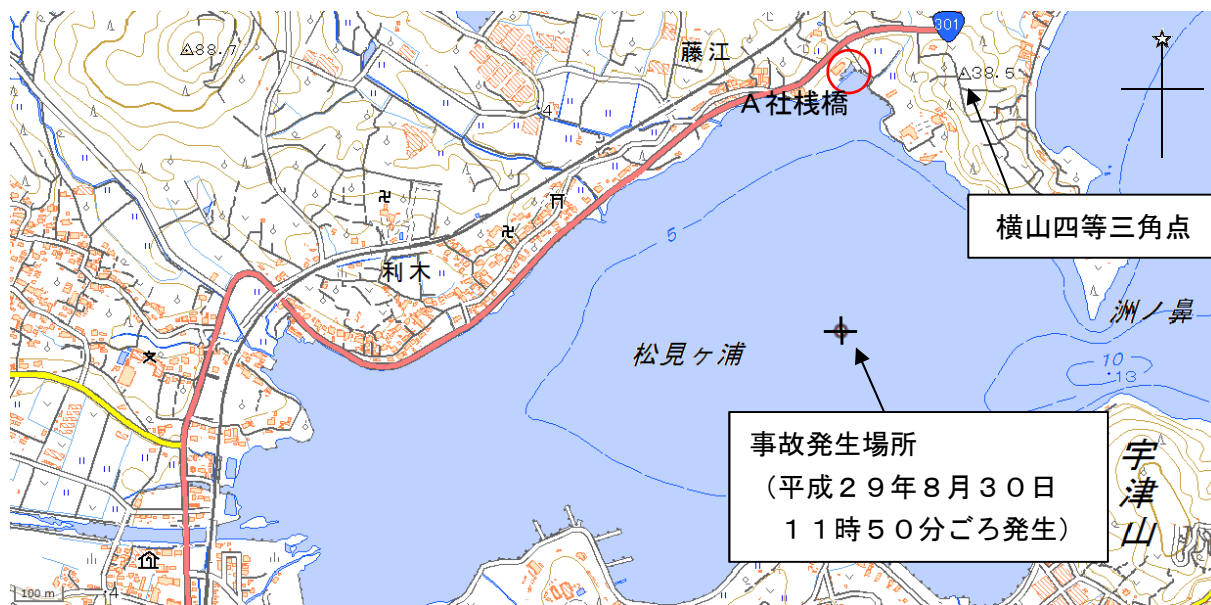 301
88.7
藤江
38.5
A社桟橋
4
横山四等三角点
5
利木
洲ノ鼻
松見ヶ浦
10
13
事故発生場所
(平成29年8月30日
11時50分ごろ発生)
宇津山
100 m
4